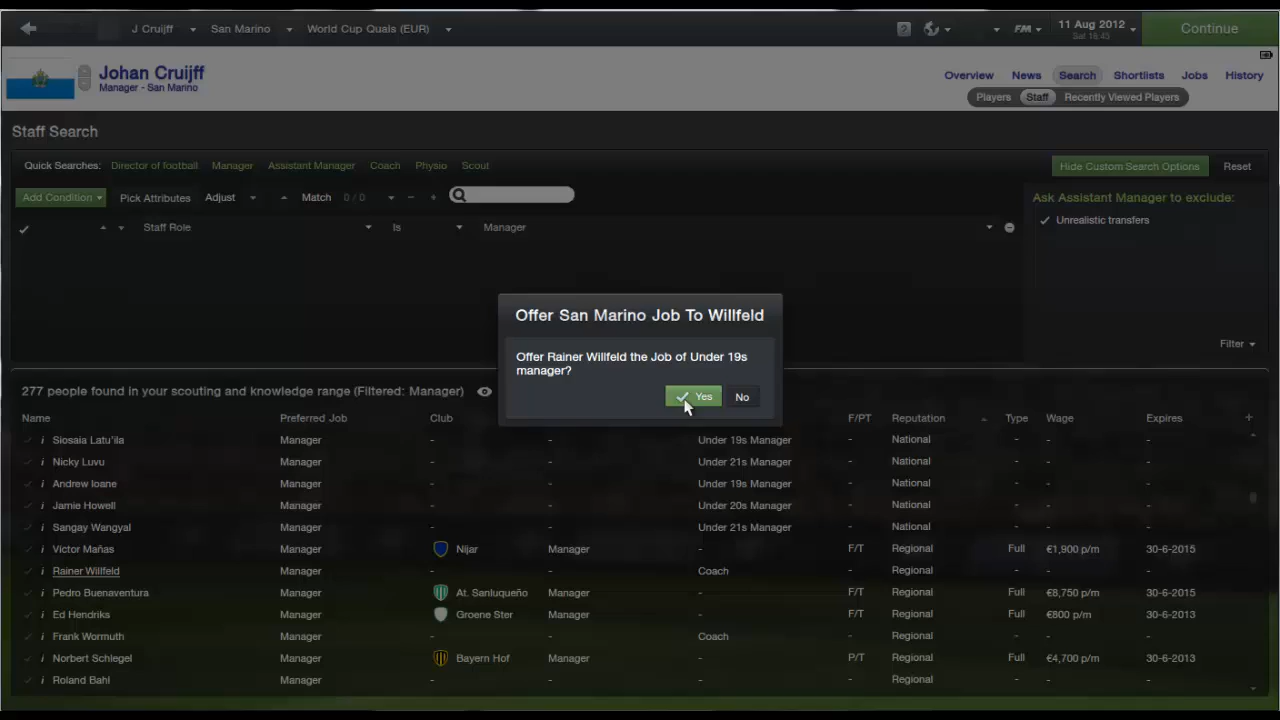 J Cruijff San Marino World Cup Quals (EUR) FM 11 Aug 2012 Continue
Sat 16:45
Johan Cruijff
Manager - San Marino
Overview News Search Shortlists Jobs History
Players Staff Recently Viewed Players
Staff Search
Quick Searches: Director of football Manager Assistant Manager Coach Physio Scout Hide Custom Search Options Reset
Add Condition Pick Attributes Adjust Match 0 / 0 - + Ask Assistant Manager to exclude:
Staff Role Is Manager Unrealistic transfers
Offer San Marino Job To Willfeld
Offer Rainer Willfeld the Job of Under 19s
manager?
Yes No
Filter
277 people found in your scouting and knowledge range (Filtered: Manager)
Name Preferred Job Club F/PT Reputation Type Wage Expires +
i Siosaia Latu'ila Manager - - Under 19s Manager - National - - -
i Nicky Luvu Manager - - Under 21s Manager - National - - -
i Andrew Ioane Manager - - Under 19s Manager - National - - -
i Jamie Howell Manager - - Under 20s Manager - National - - -
i Sangay Wangyal Manager - - Under 21s Manager - National - - -
i Víctor Mañas Manager Níjar Manager - F/T Regional Full €1,900 p/m 30-6-2015
i Rainer Willfeld Manager - - Coach - Regional - - -
i Pedro Buenaventura Manager At. Sanluqueño Manager - F/T Regional Full €8,750 p/m 30-6-2015
i Ed Hendriks Manager Groene Ster Manager - F/T Regional Full €800 p/m 30-6-2013
i Frank Wormuth Manager - - Coach - Regional - - -
i Norbert Schlegel Manager Bayern Hof Manager - P/T Regional Full €4,700 p/m 30-6-2013
i Roland Bahl Manager - - - - Regional - - -